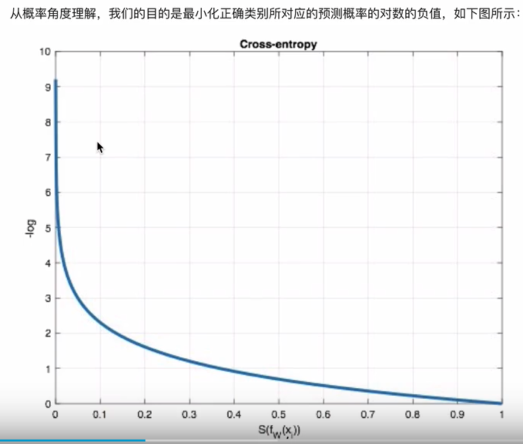 从概率角度理解，我们的目的是最小化正确类别所对应的预测概率的对数的负值，如下图所示：
Cross-entropy
10
9
8
7
6
5
4
3
2
1
0
-log
0 0.1 0.2 0.3 0.4 0.5 0.6 0.7 0.8 0.9 1
S(f_W(x_i))